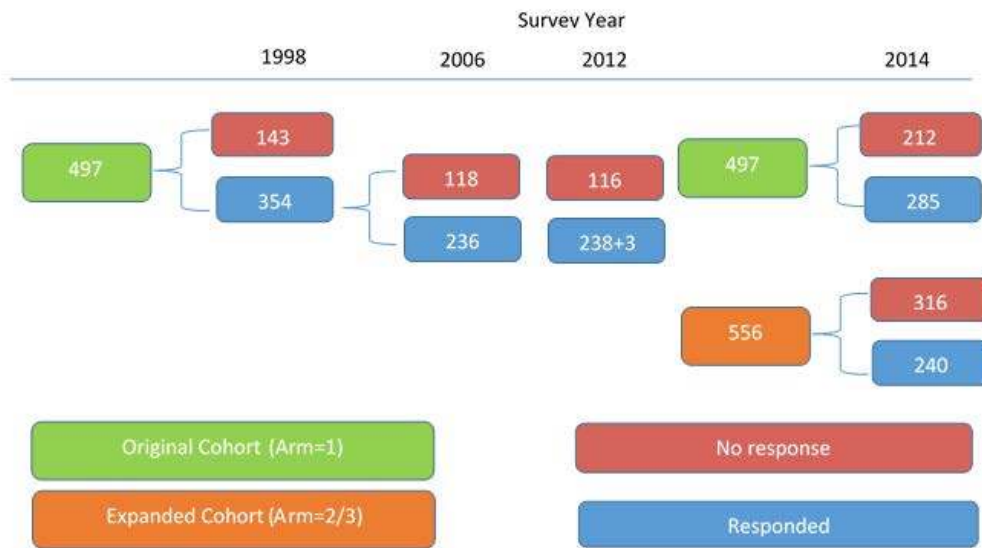 Survey Year
1998 2006 2012 2014
143 212
497 118 116 497
354 285
236 238+3
316
556
240
Original Cohort (Arm=1) No response
Expanded Cohort (Arm=2/3) Responded